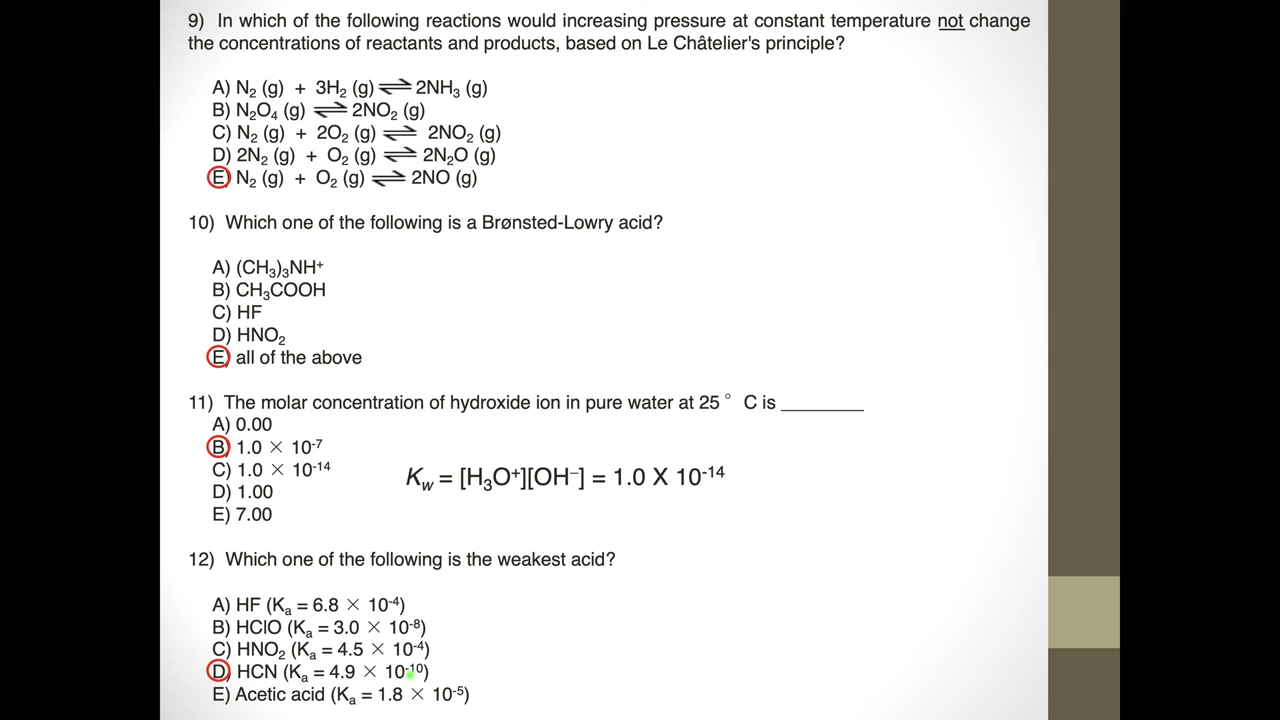 9) In which of the following reactions would increasing pressure at constant temperature not change
the concentrations of reactants and products, based on Le Châtelier's principle?
A) N₂ (g) + 3H₂ (g) ⇌ 2NH₃ (g)
B) N₂O₄ (g) ⇌ 2NO₂ (g)
C) N₂ (g) + 2O₂ (g) ⇌ 2NO₂ (g)
D) 2N₂ (g) + O₂ (g) ⇌ 2N₂O (g)
E) N₂ (g) + O₂ (g) ⇌ 2NO (g)
10) Which one of the following is a Brønsted-Lowry acid?
A) (CH₃)₃NH⁺
B) CH₃COOH
C) HF
D) HNO₂
E) all of the above
11) The molar concentration of hydroxide ion in pure water at 25 ° C is ________
A) 0.00
B) 1.0 × 10⁻⁷
C) 1.0 × 10⁻¹⁴
K_w = [H₃O⁺][OH⁻] = 1.0 X 10⁻¹⁴
D) 1.00
E) 7.00
12) Which one of the following is the weakest acid?
A) HF (Kₐ = 6.8 × 10⁻⁴)
B) HClO (Kₐ = 3.0 × 10⁻⁸)
C) HNO₂ (Kₐ = 4.5 × 10⁻⁴)
D) HCN (Kₐ = 4.9 × 10⁻¹⁰)
E) Acetic acid (Kₐ = 1.8 × 10⁻⁵)